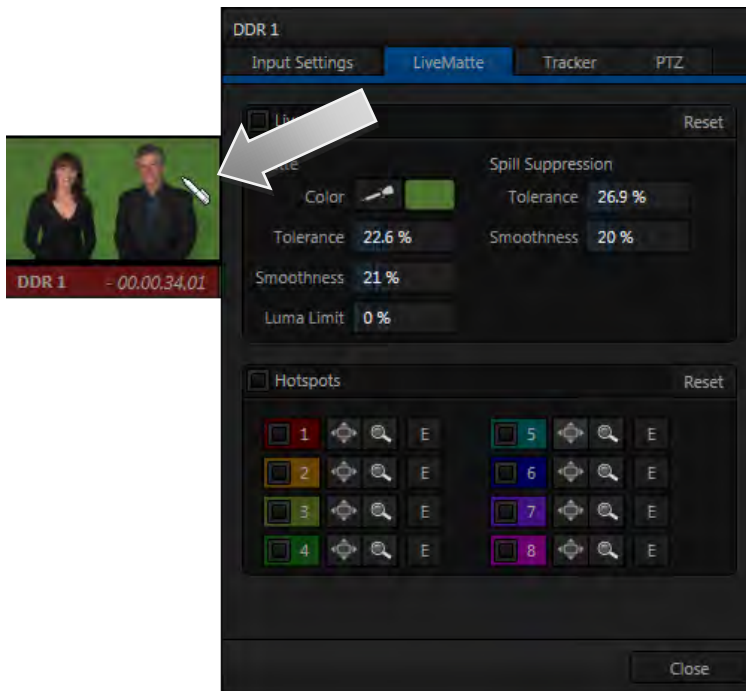 DDR 1
Input Settings LiveMatte Tracker PTZ
Reset
Spill Suppression
Color Tolerance 26.9 %
Tolerance 22.6 % Smoothness 20 %
Smoothness 21 %
Luma Limit 0 %
DDR 1 - 00.00.34,01
Hotspots Reset
1 E 5 E
2 E 6 E
3 E 7 E
4 E 8 E
Close